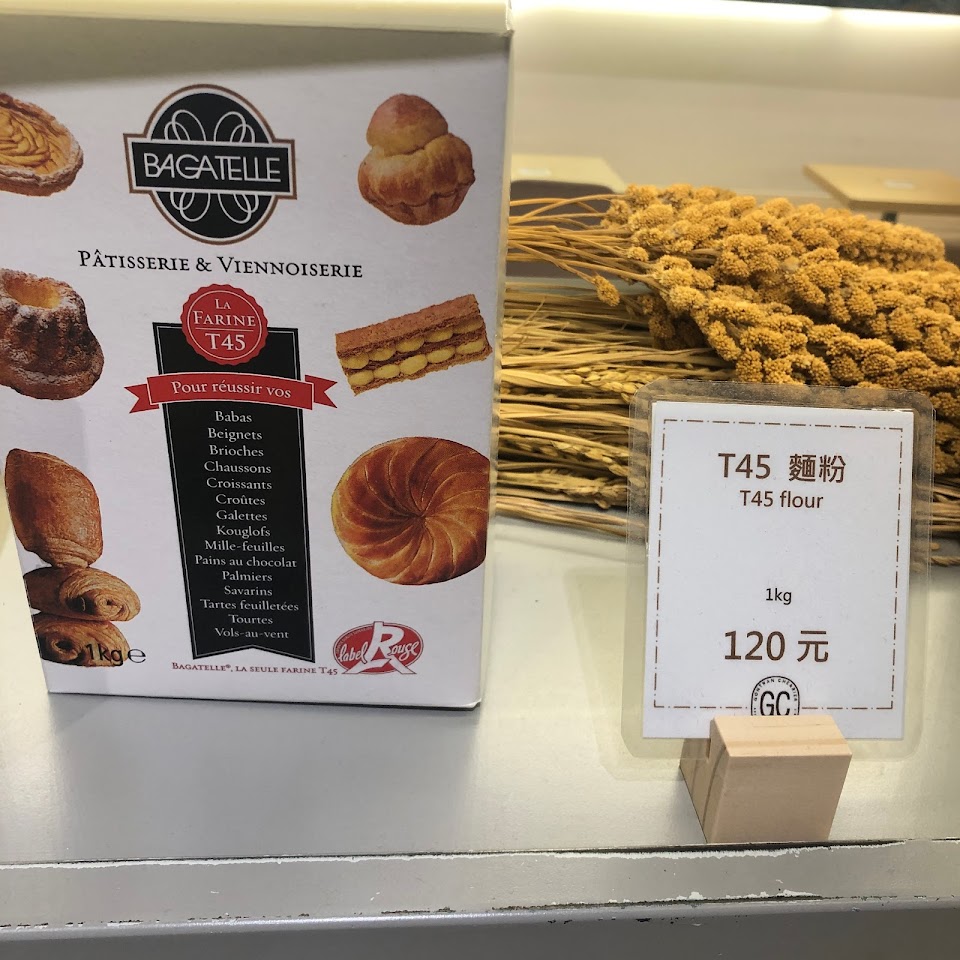 BAGATELLE
PÂTISSERIE & VIENNOISERIE
LA
FARINE
T45
Pour réussir vos
Babas
Beignets
Brioches
Chaussons
Croissants
Croûtes
Galettes
Kouglofs
Mille-feuilles
Pains au chocolat
Palmiers
Savarins
Tartes feuilletées
Tourtes
Vols-au-vent
1kg e
label Rouge
BAGATELLE®, LA SEULE FARINE T45
T45 麵粉
T45 flour
1kg
120 元
GONTRAN CHERRIER
GC